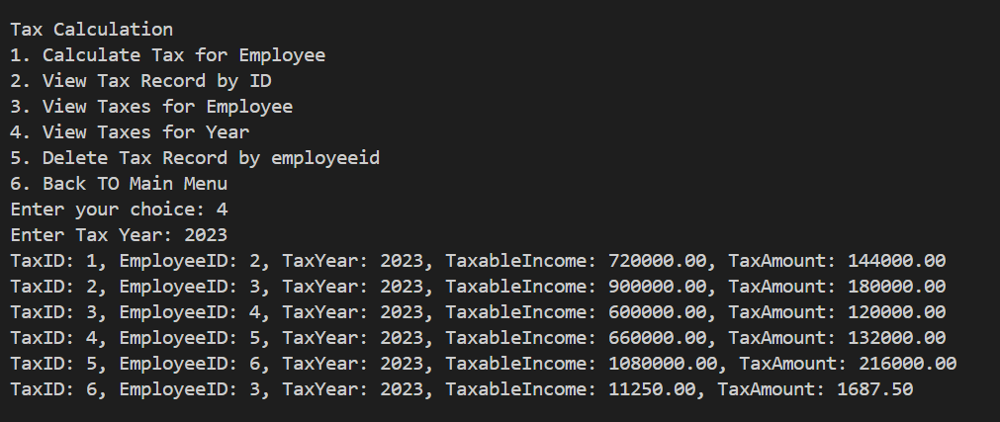 Tax Calculation
1. Calculate Tax for Employee
2. View Tax Record by ID
3. View Taxes for Employee
4. View Taxes for Year
5. Delete Tax Record by employeeid
6. Back TO Main Menu
Enter your choice: 4
Enter Tax Year: 2023
TaxID: 1, EmployeeID: 2, TaxYear: 2023, TaxableIncome: 720000.00, TaxAmount: 144000.00
TaxID: 2, EmployeeID: 3, TaxYear: 2023, TaxableIncome: 900000.00, TaxAmount: 180000.00
TaxID: 3, EmployeeID: 4, TaxYear: 2023, TaxableIncome: 600000.00, TaxAmount: 120000.00
TaxID: 4, EmployeeID: 5, TaxYear: 2023, TaxableIncome: 660000.00, TaxAmount: 132000.00
TaxID: 5, EmployeeID: 6, TaxYear: 2023, TaxableIncome: 1080000.00, TaxAmount: 216000.00
TaxID: 6, EmployeeID: 3, TaxYear: 2023, TaxableIncome: 11250.00, TaxAmount: 1687.50